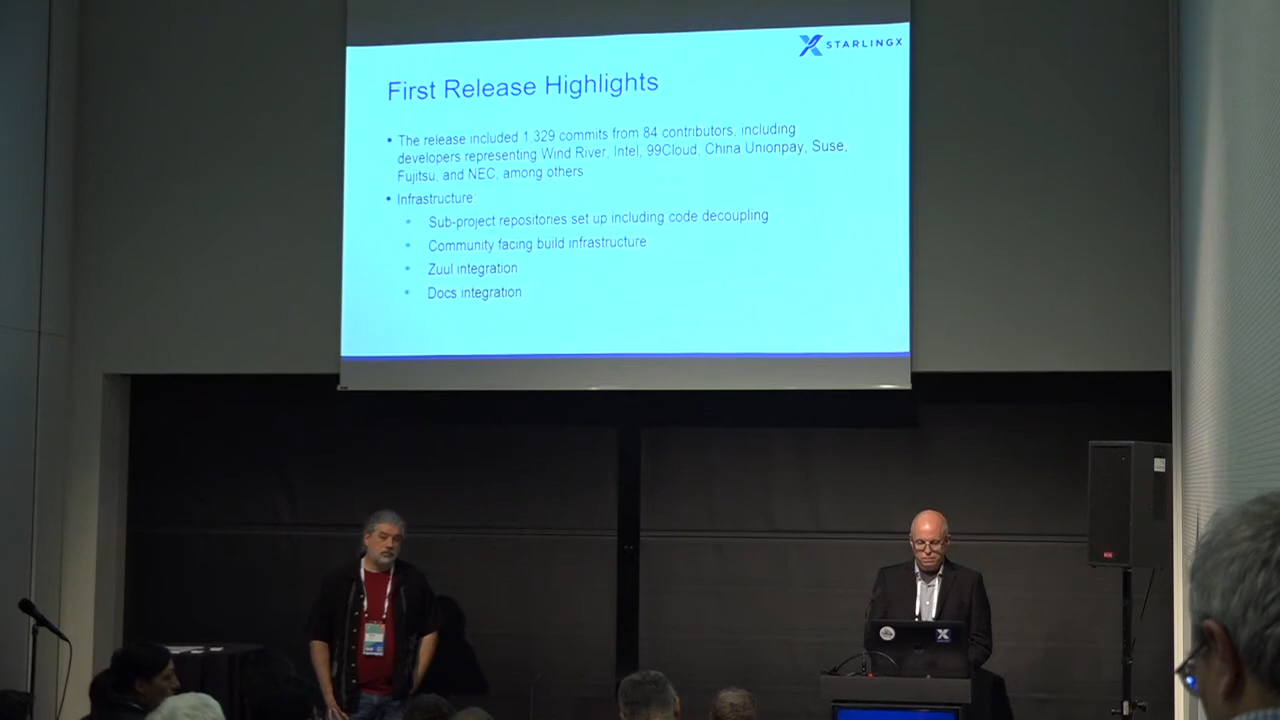 STARLINGX
First Release Highlights
• The release included 1,329 commits from 84 contributors, including
developers representing Wind River, Intel, 99Cloud, China Unionpay, Suse,
Fujitsu, and NEC, among others
• Infrastructure:
• Sub-project repositories set up including code decoupling
• Community facing build infrastructure
• Zuul integration
• Docs integration